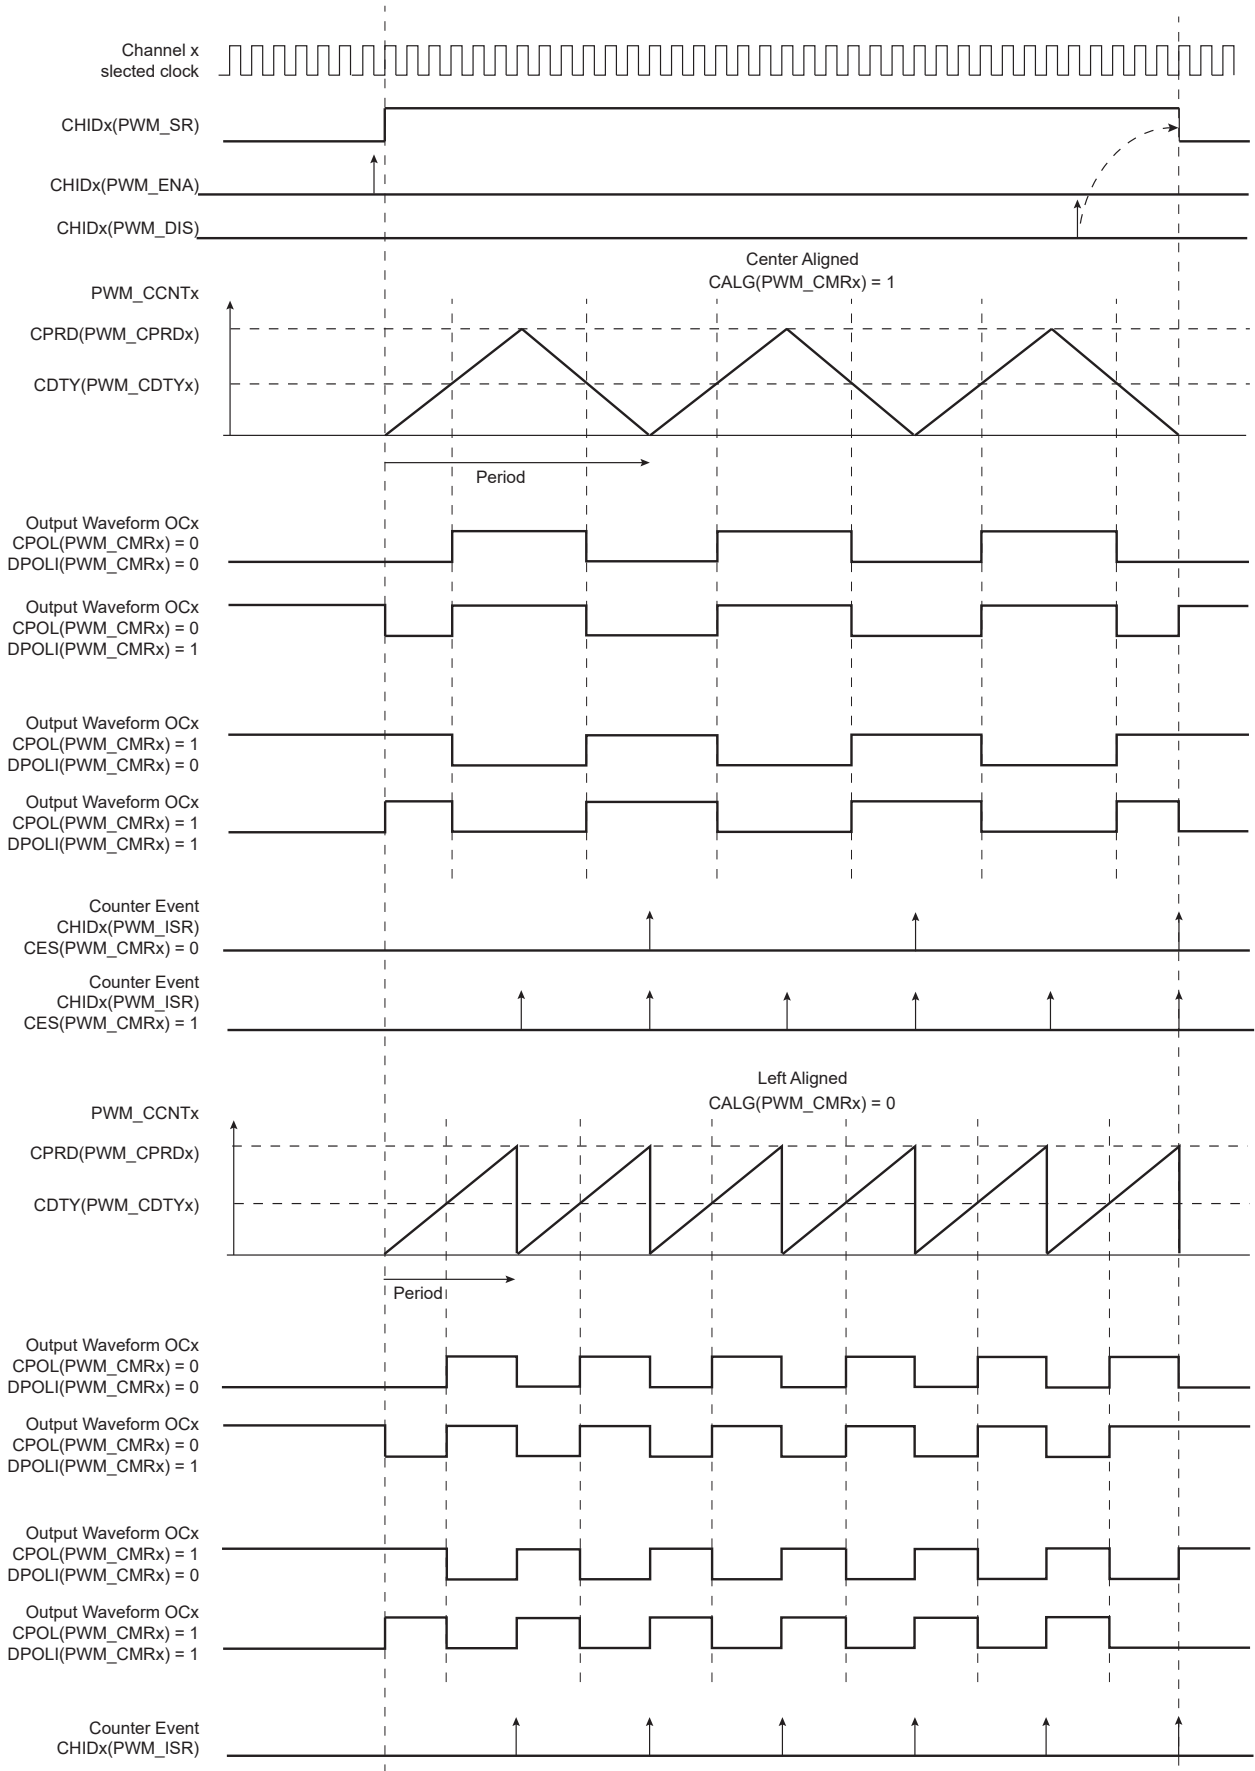 Channel x
slected clock
CHIDx(PWM_SR)
CHIDx(PWM_ENA)
CHIDx(PWM_DIS)
Center Aligned
CALG(PWM_CMRx) = 1
PWM_CCNTx
CPRD(PWM_CPRDx)
CDTY(PWM_CDTYx)
Period
Output Waveform OCx
CPOL(PWM_CMRx) = 0
DPOLI(PWM_CMRx) = 0
Output Waveform OCx
CPOL(PWM_CMRx) = 0
DPOLI(PWM_CMRx) = 1
Output Waveform OCx
CPOL(PWM_CMRx) = 1
DPOLI(PWM_CMRx) = 0
Output Waveform OCx
CPOL(PWM_CMRx) = 1
DPOLI(PWM_CMRx) = 1
Counter Event
CHIDx(PWM_ISR)
CES(PWM_CMRx) = 0
Counter Event
CHIDx(PWM_ISR)
CES(PWM_CMRx) = 1
Left Aligned
CALG(PWM_CMRx) = 0
PWM_CCNTx
CPRD(PWM_CPRDx)
CDTY(PWM_CDTYx)
Period
Output Waveform OCx
CPOL(PWM_CMRx) = 0
DPOLI(PWM_CMRx) = 0
Output Waveform OCx
CPOL(PWM_CMRx) = 0
DPOLI(PWM_CMRx) = 1
Output Waveform OCx
CPOL(PWM_CMRx) = 1
DPOLI(PWM_CMRx) = 0
Output Waveform OCx
CPOL(PWM_CMRx) = 1
DPOLI(PWM_CMRx) = 1
Counter Event
CHIDx(PWM_ISR)